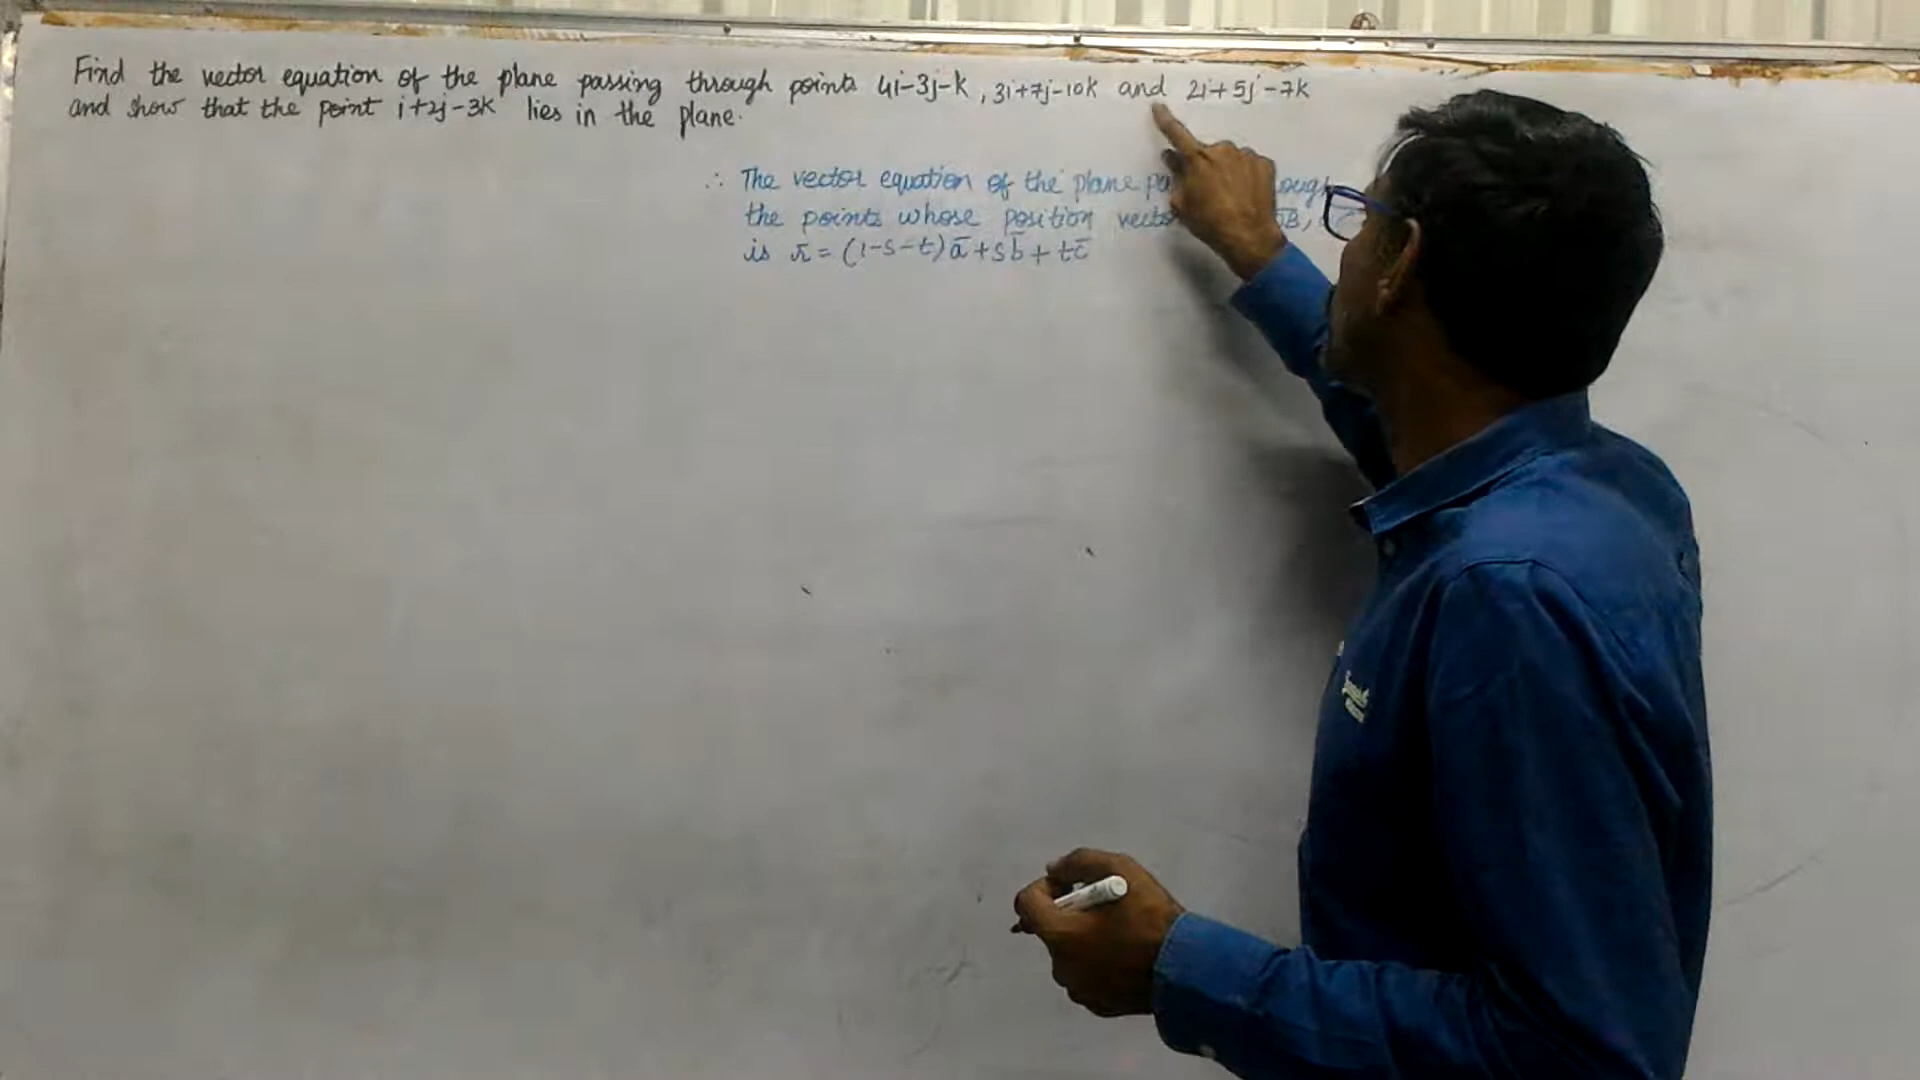 Find the vector equation of the plane passing through points 4i-3j-k, 3i+7j-10k and 2i+5j-7k
and show that the point i+2j-3k lies in the plane.
∴ The vector equation of the plane
the points whose position
is r̄ = (1-s-t)ā+sb̄+tc̄